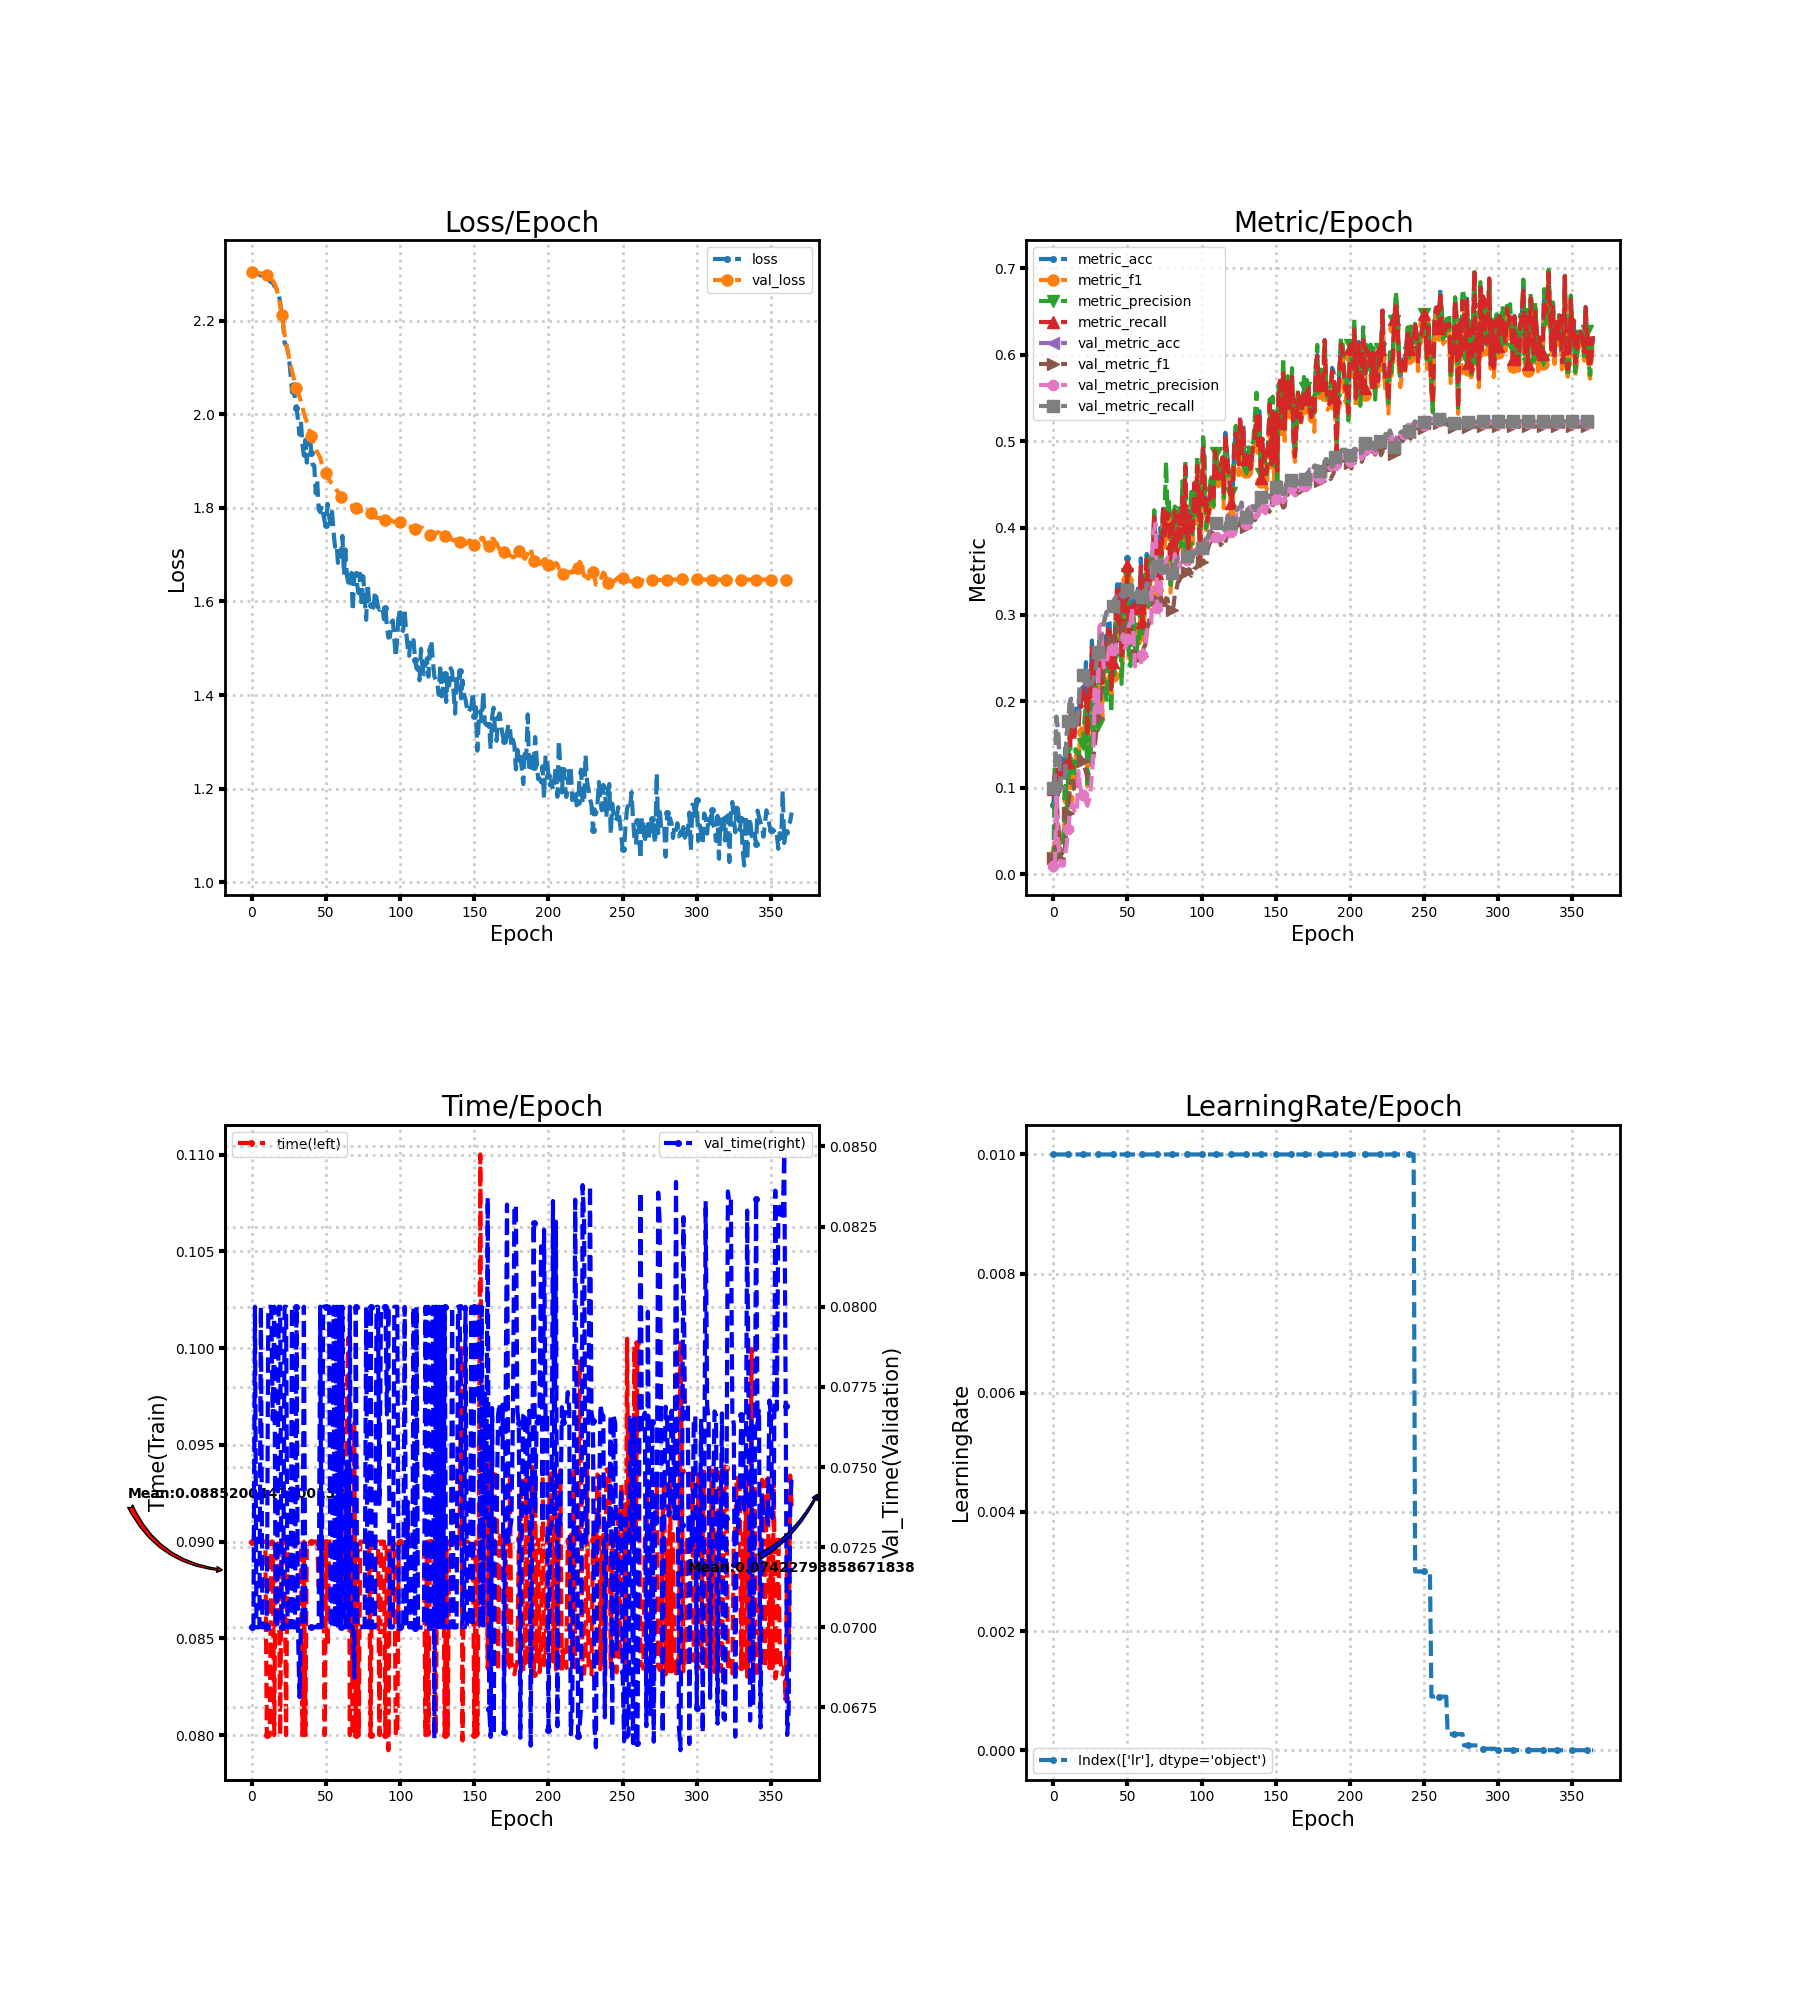 Loss/Epoch
loss
val_loss
2.2
2.0
1.8
1.6
1.4
1.2
1.0
Loss
0 50 100 150 200 250 300 350
Epoch
Metric/Epoch
metric_acc
metric_f1
metric_precision
metric_recall
val_metric_acc
val_metric_f1
val_metric_precision
val_metric_recall
0.7
0.6
0.5
0.4
0.3
0.2
0.1
0.0
Metric
0 50 100 150 200 250 300 350
Epoch
Time/Epoch
time(left)
val_time(right)
0.110
0.105
0.100
0.095
0.090
0.085
0.080
Time(Train)
0.0850
0.0825
0.0800
0.0775
0.0750
0.0725
0.0700
0.0675
Val_Time(Validation)
Mean:0.07422793858671838
0 50 100 150 200 250 300 350
Epoch
LearningRate/Epoch
0.010
0.008
0.006
0.004
0.002
0.000
LearningRate
Index(['lr'], dtype='object')
0 50 100 150 200 250 300 350
Epoch